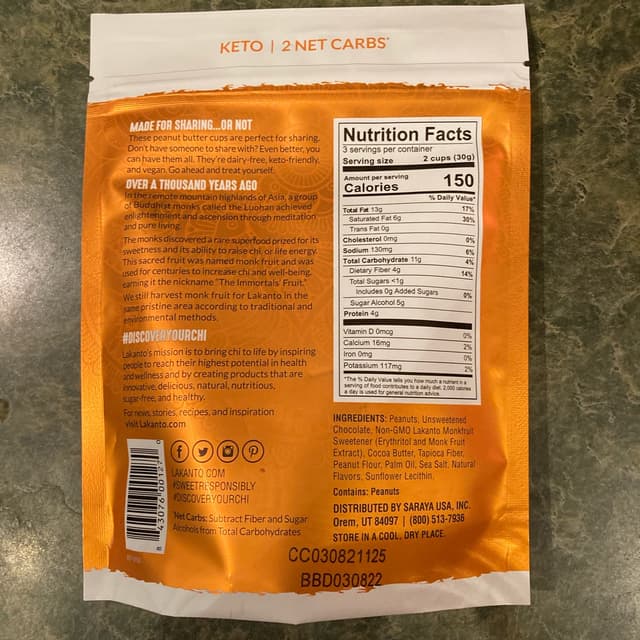 KETO | 2 NET CARBS*
MADE FOR SHARING...OR NOT
These peanut butter cups are perfect for sharing.
Don't have someone to share with? Even better, you
can have them all. They're dairy-free, keto-friendly,
and vegan. Go ahead and treat yourself.
OVER A THOUSAND YEARS AGO
In the remote mountain highlands of Asia, a group
of Buddhist monks called the Luohan achieved
enlightenment and ascension through meditation
and pure living.
The monks discovered a rare superfood prized for its
sweetness and its ability to raise chi, or life energy.
This sacred fruit was named monk fruit and was
used for centuries to increase chi and well-being,
earning it the nickname "The Immortals' Fruit."
We still harvest monk fruit for Lakanto in the
same pristine area according to traditional and
environmental methods.
#DISCOVERYOURCHI
Lakanto's mission is to bring chi to life by inspiring
people to reach their highest potential in health
and wellness and by creating products that are
innovative, delicious, natural, nutritious,
sugar-free, and healthy.
For news, stories, recipes, and inspiration
visit Lakanto.com
LAKANTO.COM
#SWEETRESPONSIBLY
#DISCOVERYOURCHI
*Net Carbs: Subtract Fiber and Sugar
Alcohols from Total Carbohydrates
Nutrition Facts
3 servings per container
Serving size 2 cups (30g)
Amount per serving
Calories 150
% Daily Value*
Total Fat 13g 17%
Saturated Fat 6g 30%
Trans Fat 0g
Cholesterol 0mg 0%
Sodium 130mg 6%
Total Carbohydrate 11g 4%
Dietary Fiber 4g 14%
Total Sugars <1g
Includes 0g Added Sugars 0%
Sugar Alcohol 5g
Protein 4g
Vitamin D 0mcg 0%
Calcium 16mg 2%
Iron 0mg 0%
Potassium 117mg 2%
*The % Daily Value tells you how much a nutrient in a
serving of food contributes to a daily diet. 2,000 calories
a day is used for general nutrition advice.
INGREDIENTS: Peanuts, Unsweetened
Chocolate, Non-GMO Lakanto Monkfruit
Sweetener (Erythritol and Monk Fruit
Extract), Cocoa Butter, Tapioca Fiber,
Peanut Flour, Palm Oil, Sea Salt, Natural
Flavors, Sunflower Lecithin.
Contains: Peanuts
DISTRIBUTED BY SARAYA USA, INC.
Orem, UT 84097 | (800) 513-7936
STORE IN A COOL, DRY PLACE.
CC030821125
BBD030822